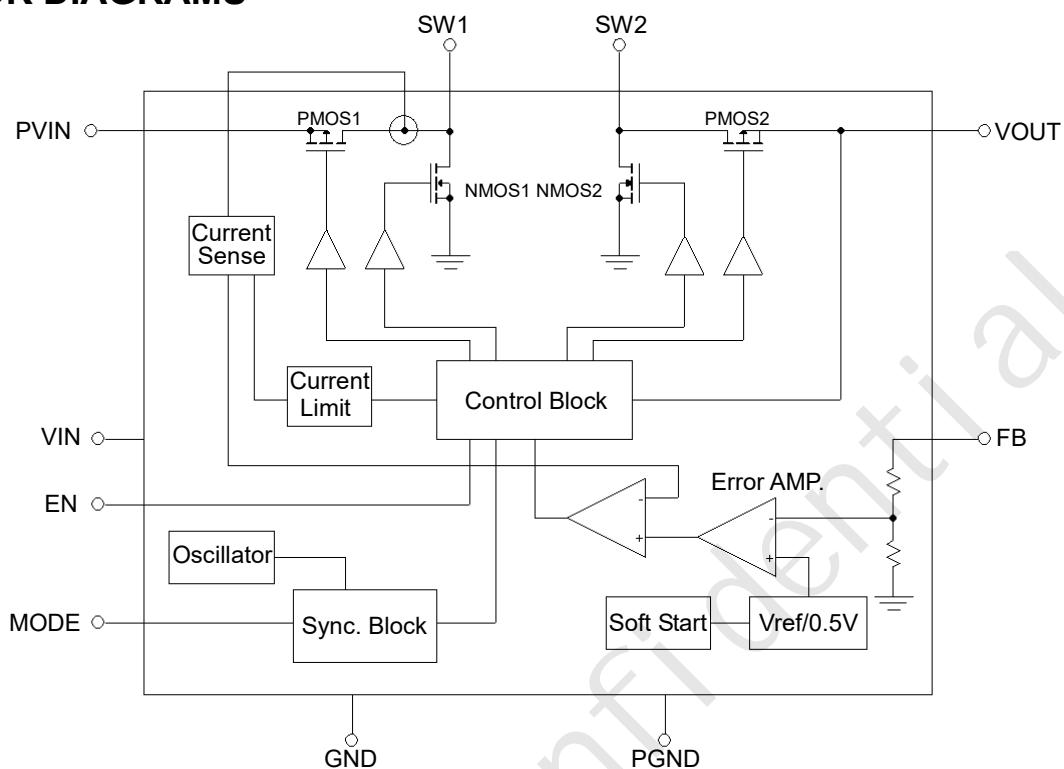 SW1
SW2
PVIN
PMOS1
PMOS2
VOUT
NMOS1 NMOS2
Current
Sense
Current
Limit
Control Block
VIN
FB
EN
Error AMP.
-
+
-
+
Oscillator
MODE
Sync. Block
Soft Start
Vref/0.5V
GND
PGND
nfidential